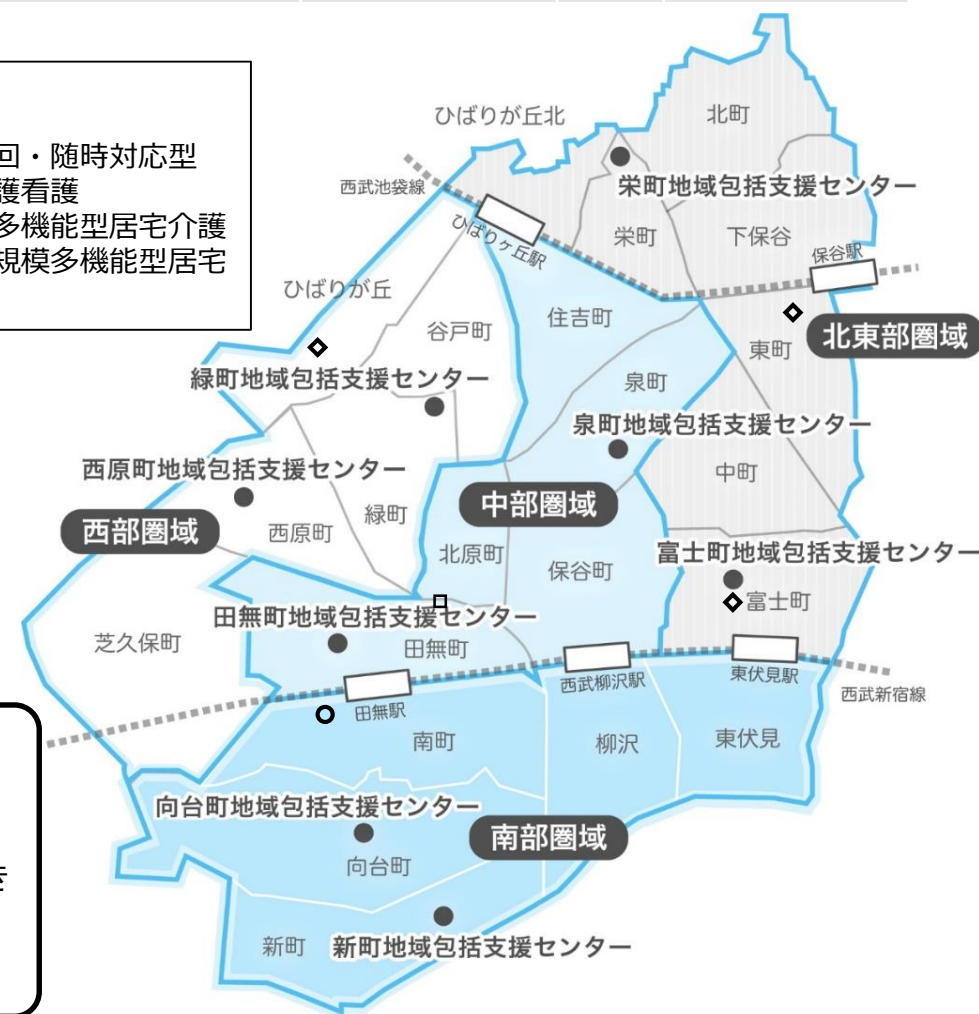 回・随時対応型
護看護
多機能型居宅介護
規模多機能型居宅
ひばりが丘北
北町
西武池袋線
栄町地域包括支援センター
ひばりヶ丘駅
栄町
下保谷
保谷駅
ひばりが丘
谷戸町
住吉町
東町
北東部圏域
緑町地域包括支援センター
泉町
泉町地域包括支援センター
西原町地域包括支援センター
中町
西部圏域
西原町
緑町
中部圏域
北原町
保谷町
富士町地域包括支援センター
富士町
田無町地域包括支援センター
芝久保町
田無町
西武柳沢駅
東伏見駅
西武新宿線
田無駅
南町
柳沢
東伏見
向台町地域包括支援センター
南部圏域
向台町
新町
新町地域包括支援センター